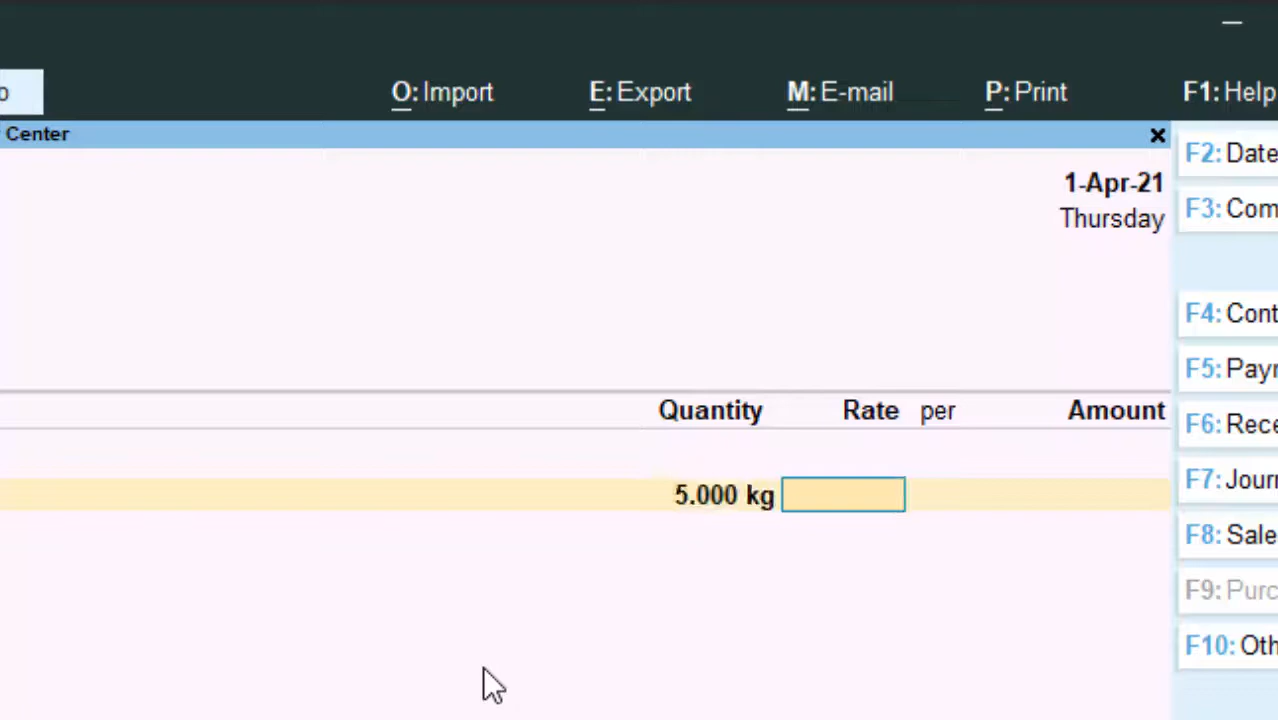 O: Import E: Export M: E-mail P: Print F1: Help
Center
F2: Date
1-Apr-21
Thursday
F3: Com
F4: Cont
F5: Payr
Quantity Rate per Amount
F6: Rece
F7: Journ
5.000 kg
F8: Sale
F9: Purc
F10: Oth